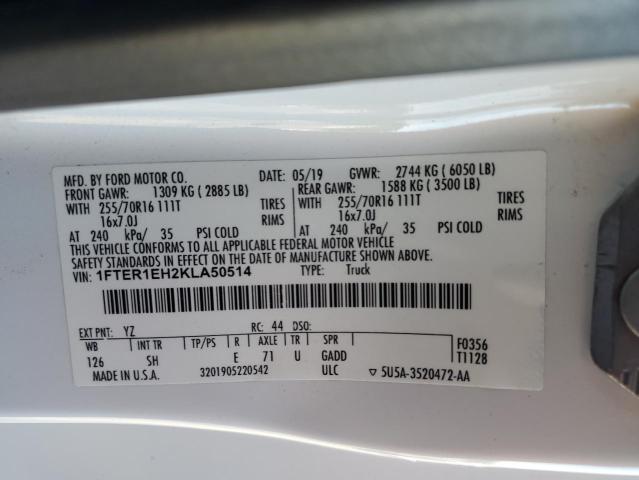 MFD. BY FORD MOTOR CO. DATE: 05/19 GVWR: 2744 KG ( 6050 LB)
FRONT GAWR: 1309 KG ( 2885 LB) REAR GAWR: 1588 KG ( 3500 LB)
WITH 255/70R16 111T TIRES WITH 255/70R16 111T TIRES
16x7.0J RIMS 16x7.0J RIMS
AT 240 kPa/ 35 PSI COLD AT 240 kPa/ 35 PSI COLD
THIS VEHICLE CONFORMS TO ALL APPLICABLE FEDERAL MOTOR VEHICLE
SAFETY STANDARDS IN EFFECT ON THE DATE OF MANUFACTURE SHOWN ABOVE.
VIN: 1FTER1EH2KLA50514 TYPE: Truck
EXT PNT: YZ RC: 44 DSO: F0356
WB INT TR TP/PS R AXLE TR SPR T1128
126 SH E 71 U GADD
MADE IN U.S.A. 3201905220542 ULC ▽ 5U5A-3520472-AA